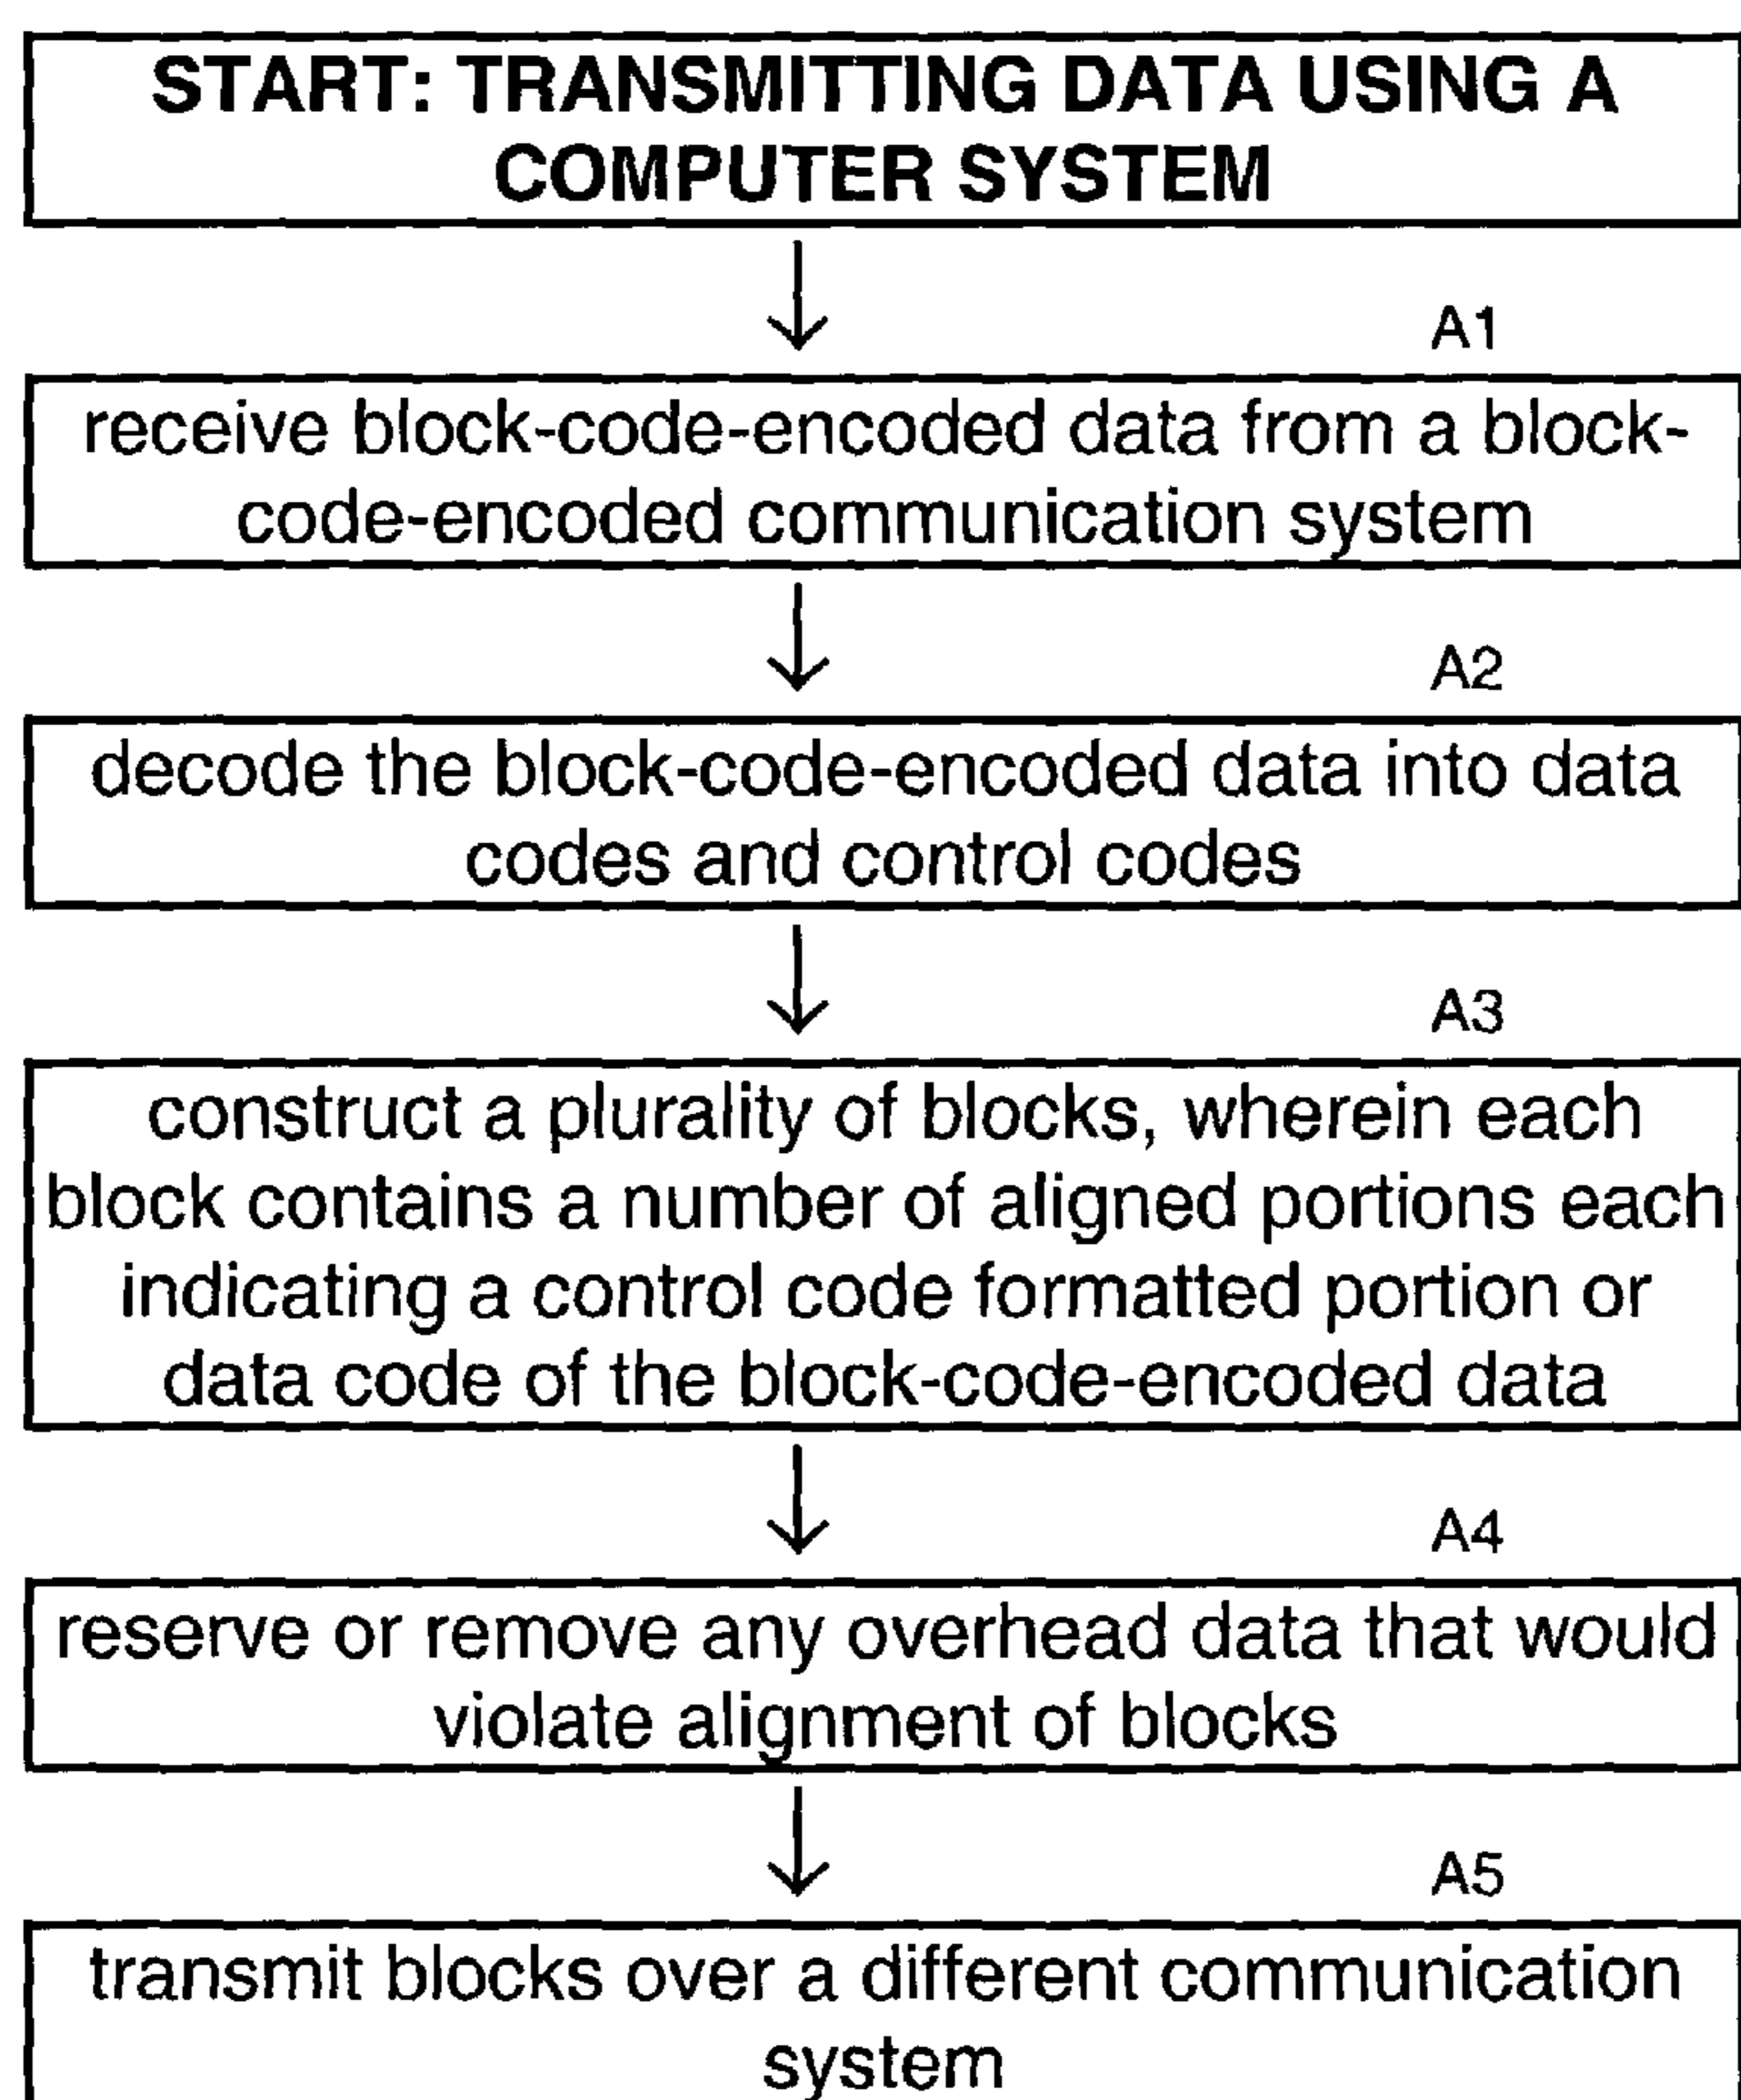 START: TRANSMITTING DATA USING A
COMPUTER SYSTEM
A1
receive block-code-encoded data from a block-
code-encoded communication system
A2
decode the block-code-encoded data into data
codes and control codes
A3
construct a plurality of blocks, wherein each
block contains a number of aligned portions each
indicating a control code formatted portion or
data code of the block-code-encoded data
A4
reserve or remove any overhead data that would
violate alignment of blocks
A5
transmit blocks over a different communication
system